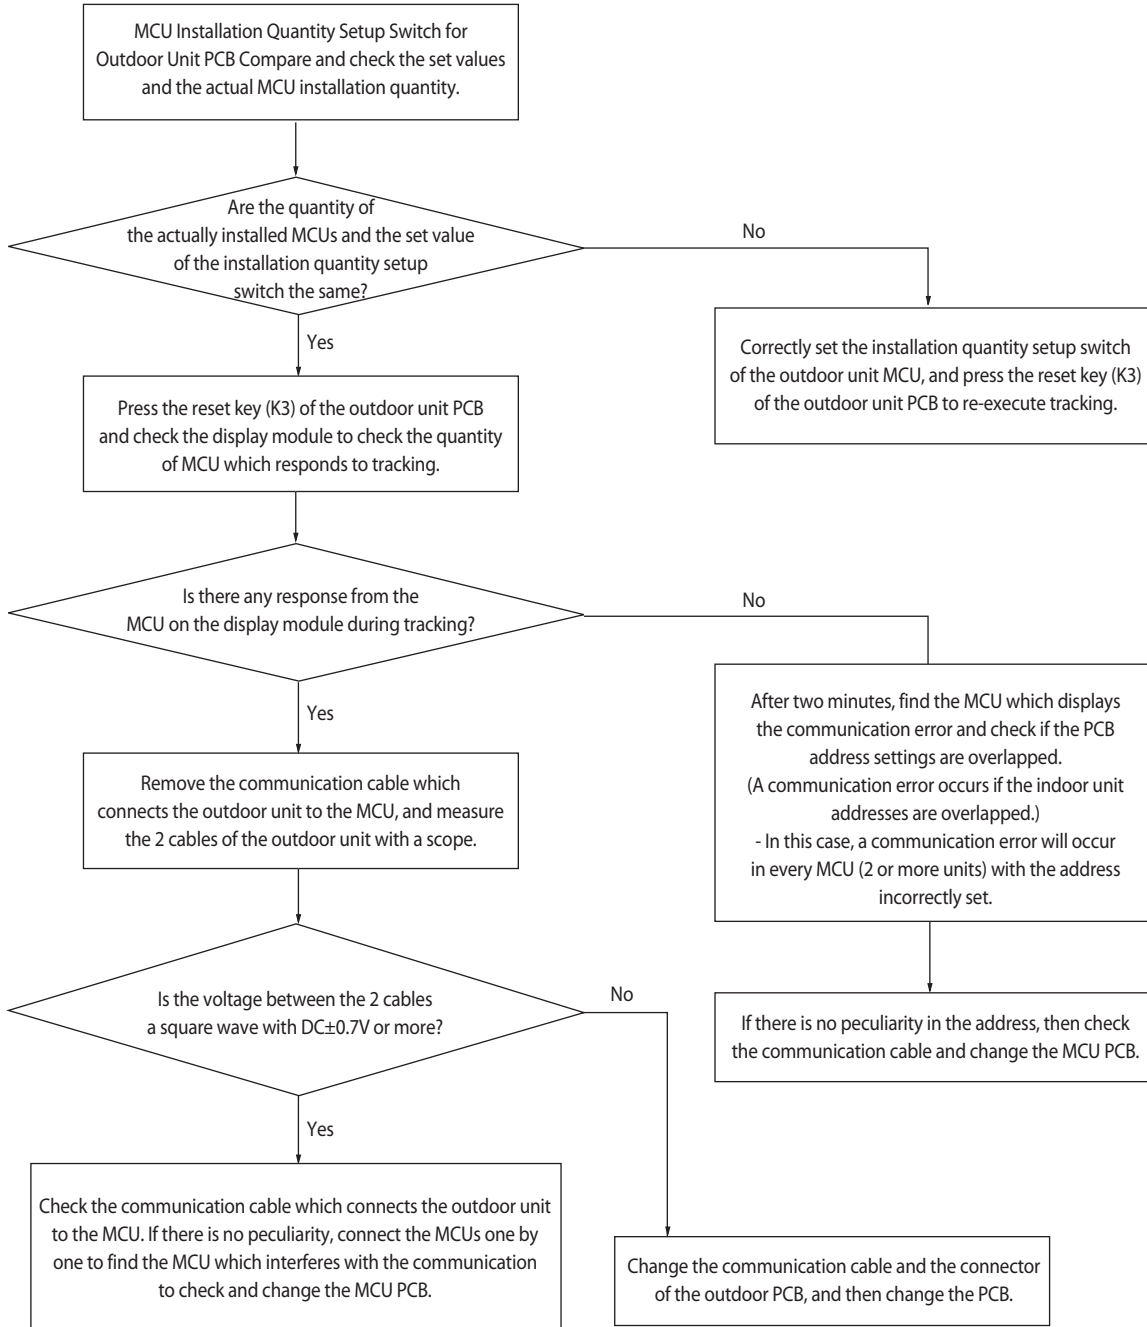 MCU Installation Quantity Setup Switch for
Outdoor Unit PCB Compare and check the set values
and the actual MCU installation quantity.
Are the quantity of
the actually installed MCUs and the set value
of the installation quantity setup
switch the same?
No
Yes
Correctly set the installation quantity setup switch
of the outdoor unit MCU, and press the reset key (K3)
of the outdoor unit PCB to re-execute tracking.
Press the reset key (K3) of the outdoor unit PCB
and check the display module to check the quantity
of MCU which responds to tracking.
Is there any response from the
MCU on the display module during tracking?
No
Yes
After two minutes, find the MCU which displays
the communication error and check if the PCB
address settings are overlapped.
(A communication error occurs if the indoor unit
addresses are overlapped.)
- In this case, a communication error will occur
in every MCU (2 or more units) with the address
incorrectly set.
Remove the communication cable which
connects the outdoor unit to the MCU, and measure
the 2 cables of the outdoor unit with a scope.
Is the voltage between the 2 cables
a square wave with DC±0.7V or more?
No
If there is no peculiarity in the address, then check
the communication cable and change the MCU PCB.
Yes
Check the communication cable which connects the outdoor unit
to the MCU. If there is no peculiarity, connect the MCUs one by
one to find the MCU which interferes with the communication
to check and change the MCU PCB.
Change the communication cable and the connector
of the outdoor PCB, and then change the PCB.